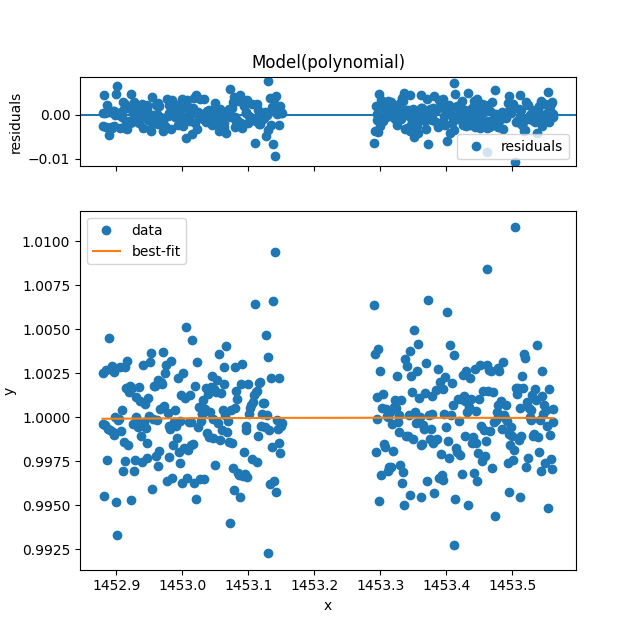 Model(polynomial)
residuals
0.00
−0.01
residuals
y
1.0100
1.0075
1.0050
1.0025
1.0000
0.9975
0.9950
0.9925
data
best-fit
1452.9 1453.0 1453.1 1453.2 1453.3 1453.4 1453.5
x